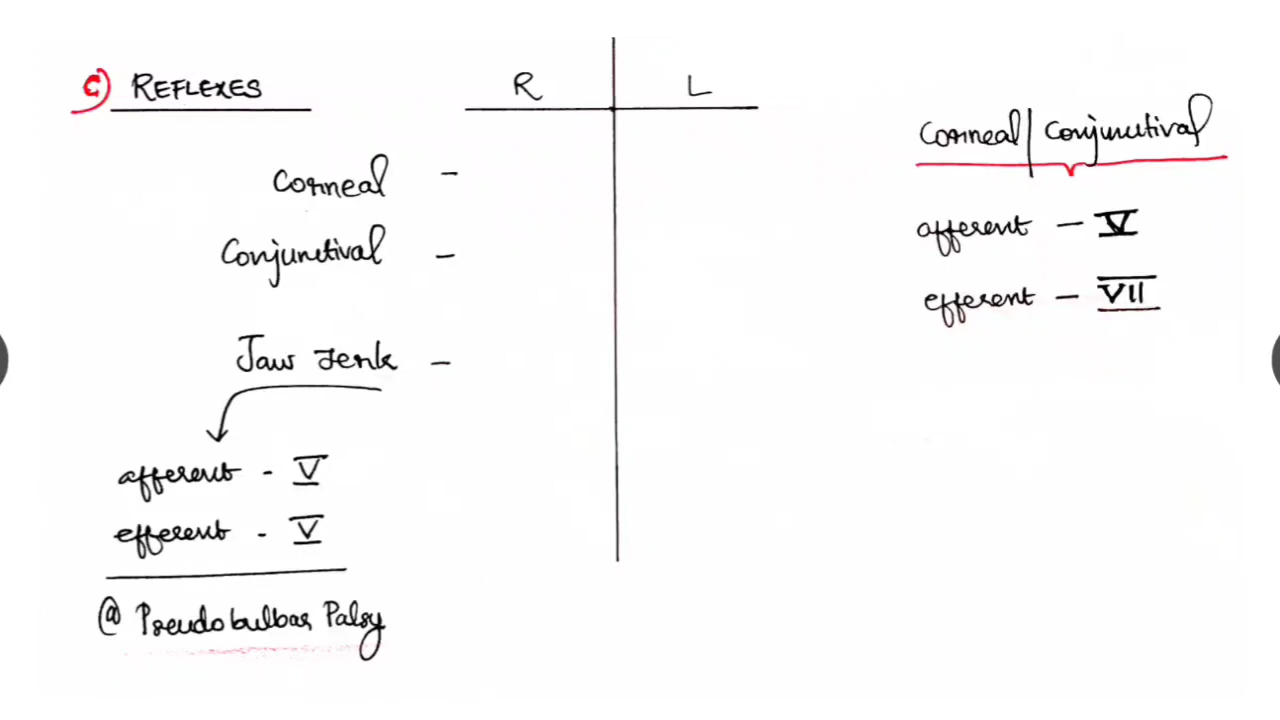 C) REFLEXES R L
Corneal -
Conjunctival -
Jaw Jerk -
afferent - V
efferent - V
@ Pseudobulbar Palsy
Corneal | Conjunctival
afferent - V
efferent - VII